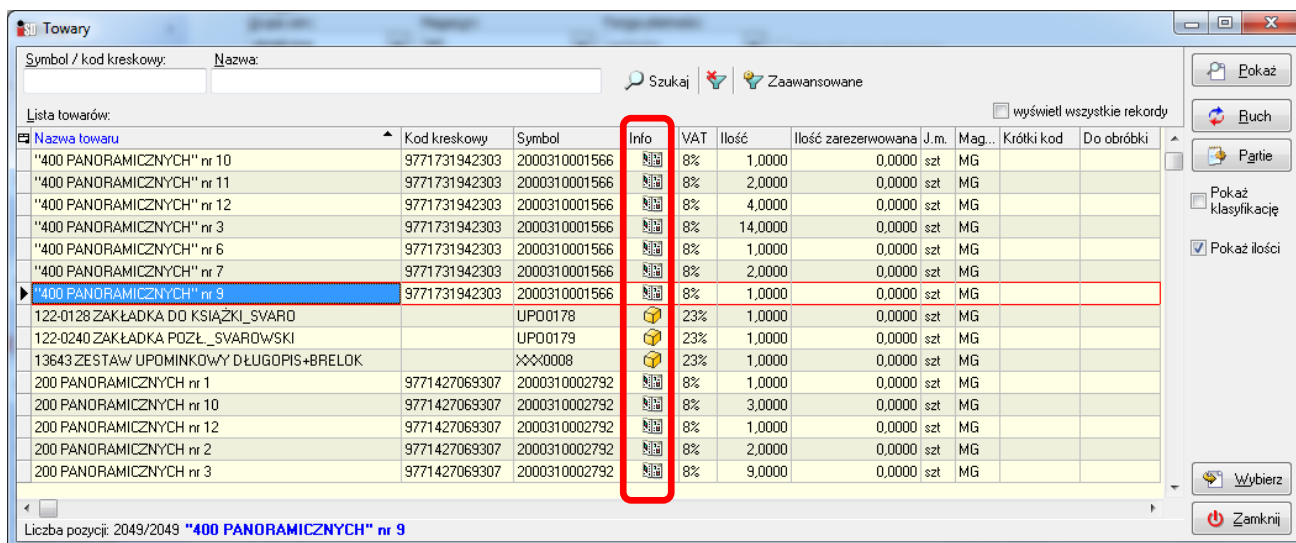 Towary
Symbol / kod kreskowy: Nazwa:
Szukaj Zaawansowane
Pokaż
Lista towarów: wyświetl wszystkie rekordy
Ruch
Nazwa towaru Kod kreskowy Symbol Info VAT Ilość Ilość zarezerwowana J.m. Mag... Krótki kod Do obróbki
"400 PANORAMICZNYCH" nr 10 9771731942303 2000310001566 8% 1,0000 0,0000 szt MG
Partie
"400 PANORAMICZNYCH" nr 11 9771731942303 2000310001566 8% 2,0000 0,0000 szt MG
"400 PANORAMICZNYCH" nr 12 9771731942303 2000310001566 8% 4,0000 0,0000 szt MG
Pokaż
klasyfikację
"400 PANORAMICZNYCH" nr 3 9771731942303 2000310001566 8% 14,0000 0,0000 szt MG
"400 PANORAMICZNYCH" nr 6 9771731942303 2000310001566 8% 1,0000 0,0000 szt MG
Pokaż ilości
"400 PANORAMICZNYCH" nr 7 9771731942303 2000310001566 8% 2,0000 0,0000 szt MG
"400 PANORAMICZNYCH" nr 9 9771731942303 2000310001566 8% 1,0000 0,0000 szt MG
122-0128 ZAKŁADKA DO KSIĄŻKI_SVARO UPO0178 23% 1,0000 0,0000 szt MG
122-0240 ZAKŁADKA POZŁ._SVAROWSKI UPO0179 23% 1,0000 0,0000 szt MG
13643 ZESTAW UPOMINKOWY DŁUGOPIS+BRELOK XXX0008 23% 1,0000 0,0000 szt MG
200 PANORAMICZNYCH nr 1 9771427069307 2000310002792 8% 1,0000 0,0000 szt MG
200 PANORAMICZNYCH nr 10 9771427069307 2000310002792 8% 3,0000 0,0000 szt MG
200 PANORAMICZNYCH nr 12 9771427069307 2000310002792 8% 1,0000 0,0000 szt MG
200 PANORAMICZNYCH nr 2 9771427069307 2000310002792 8% 2,0000 0,0000 szt MG
200 PANORAMICZNYCH nr 3 9771427069307 2000310002792 8% 9,0000 0,0000 szt MG
Wybierz
Zamknij
Liczba pozycji: 2049/2049 "400 PANORAMICZNYCH" nr 9